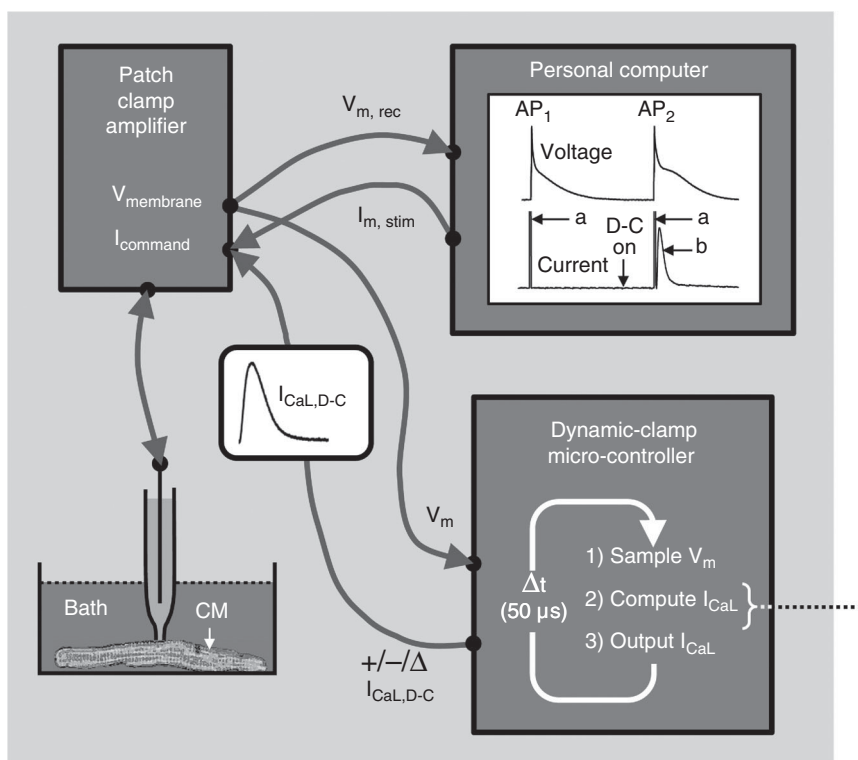 Patch
clamp
amplifier
V_membrane
I_command
V_m, rec
I_m, stim
Personal computer
AP_1 AP_2
Voltage
a D-C a
on b
Current
I_CaL,D-C
Dynamic-clamp
micro-controller
V_m
Δt
(50 µs)
1) Sample V_m
2) Compute I_CaL
3) Output I_CaL
+/−/Δ
I_CaL,D-C
Bath CM